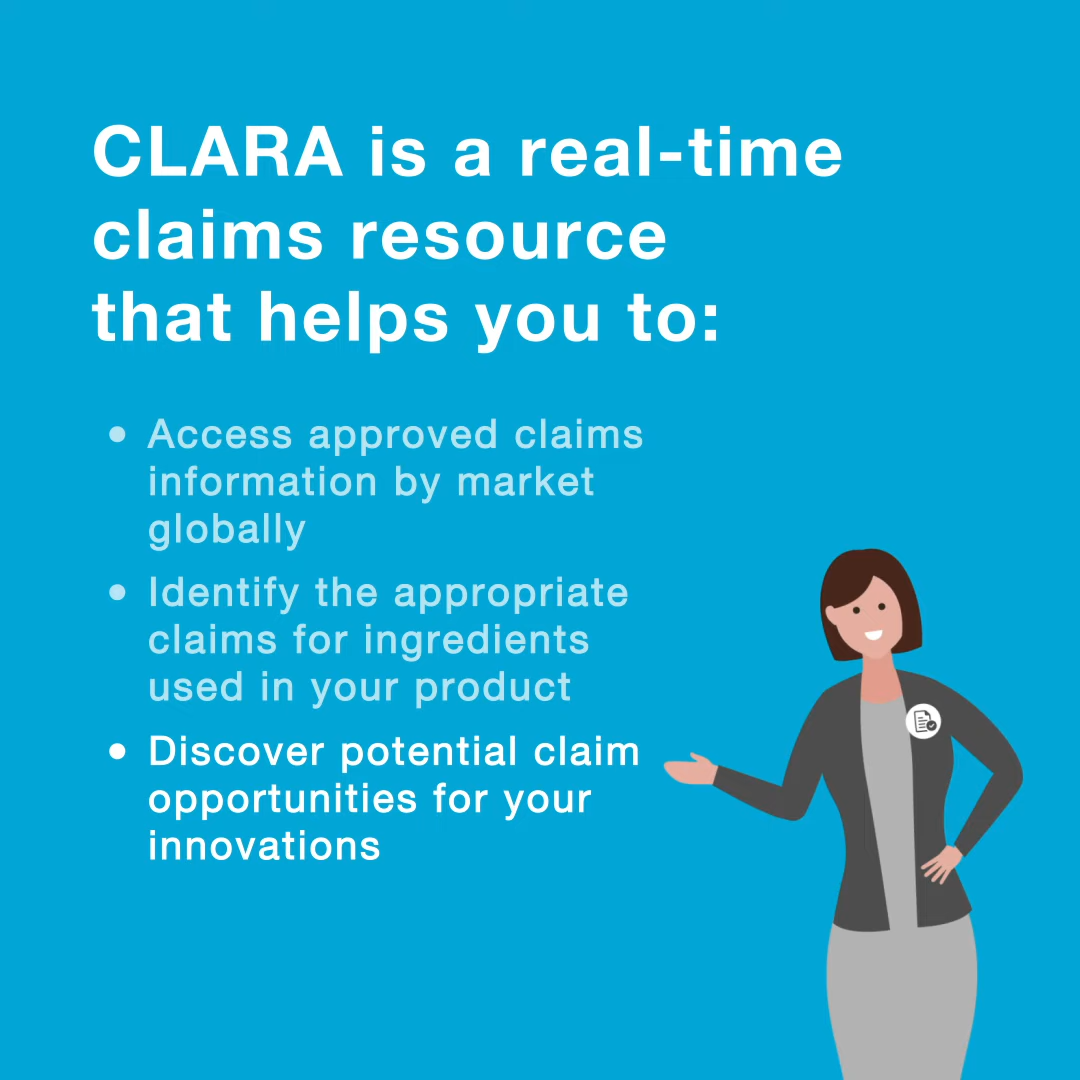 CLARA is a real-time
claims resource
that helps you to:
• Access approved claims
information by market
globally
• Identify the appropriate
claims for ingredients
used in your product
• Discover potential claim
opportunities for your
innovations